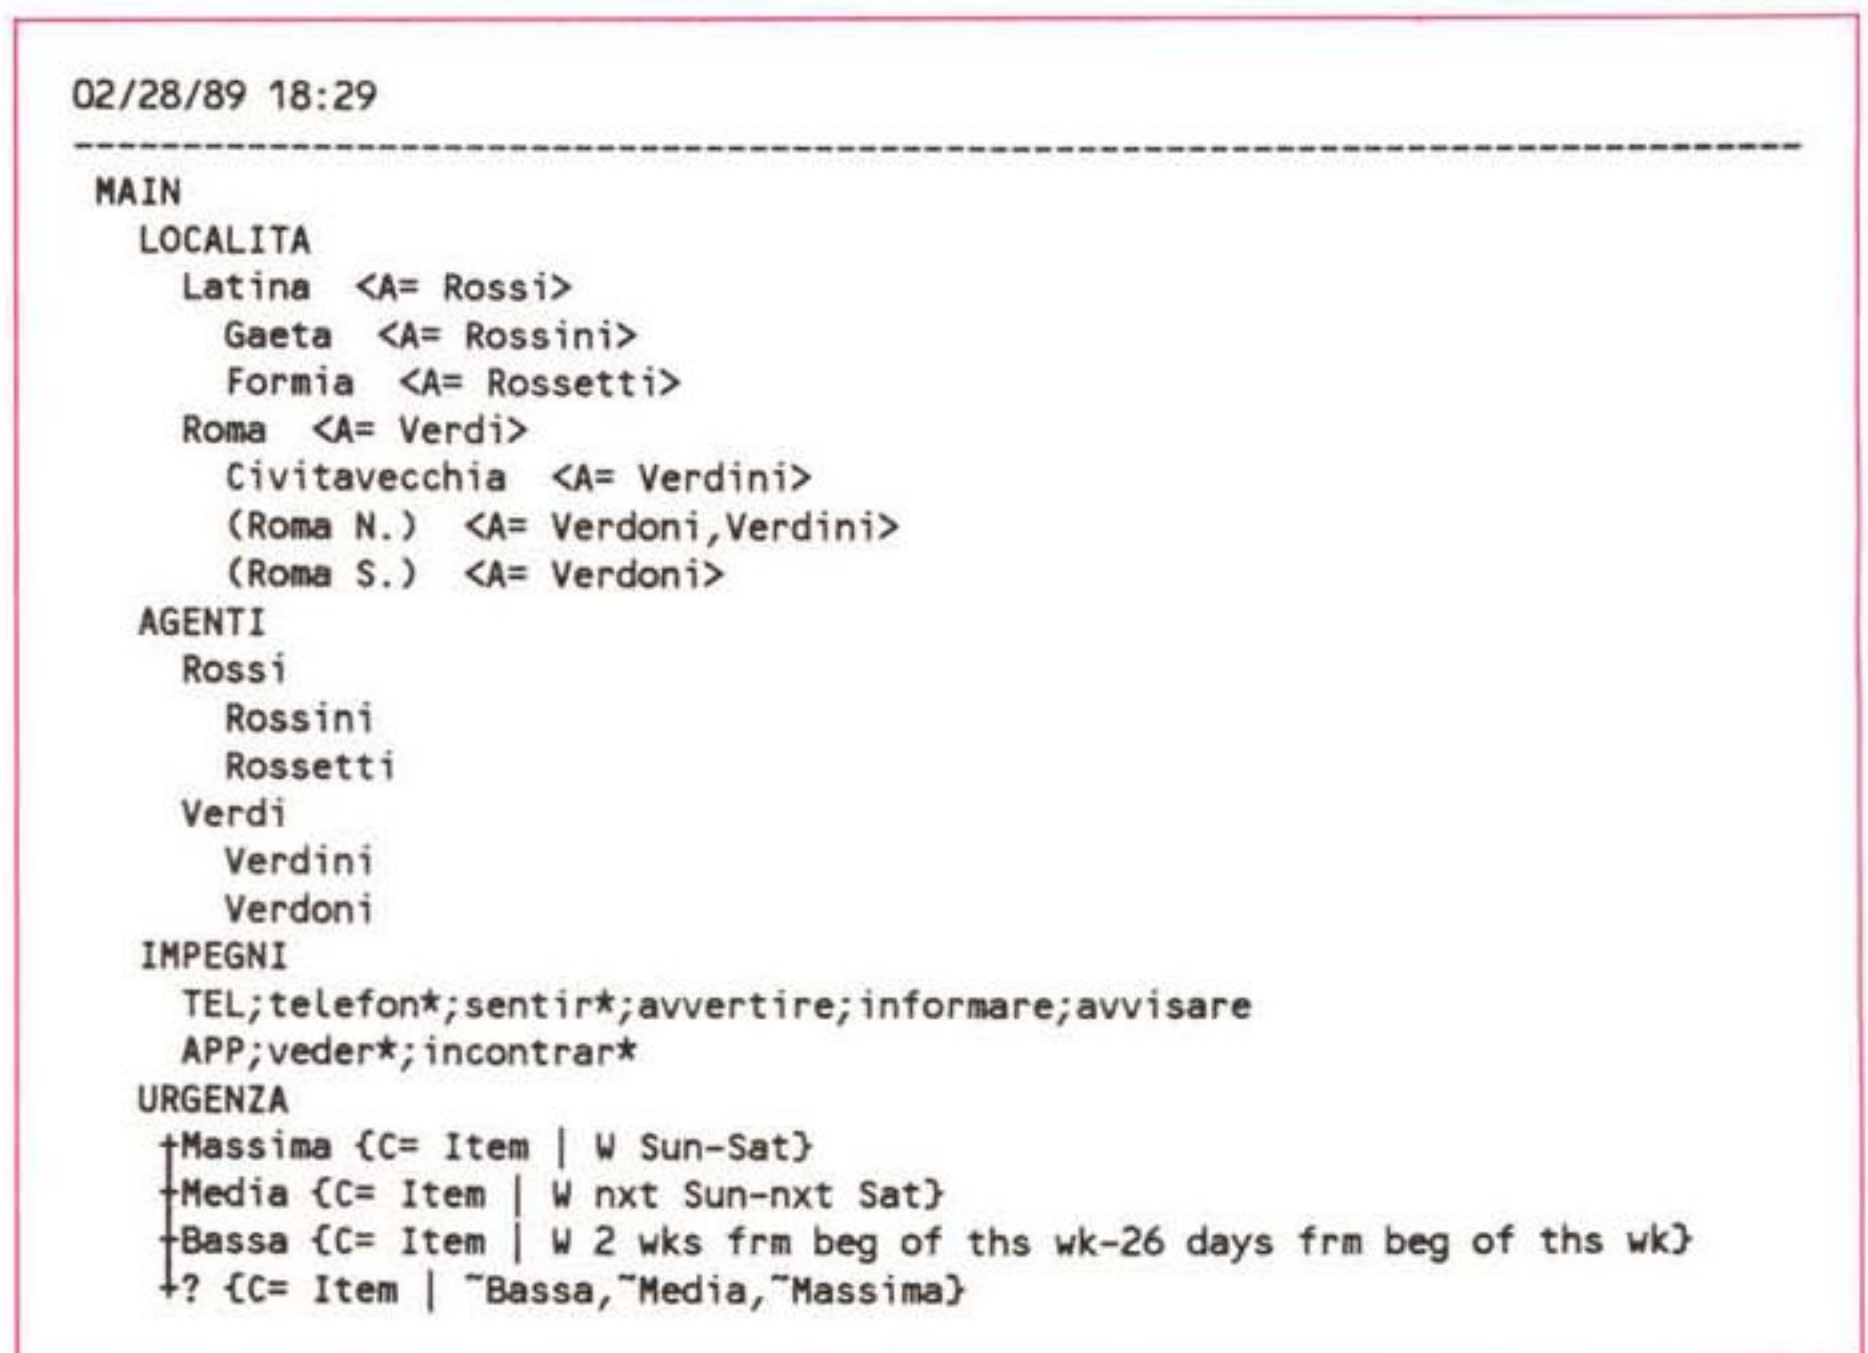 02/28/89 18:29
--------------------------------------------------------------------------------
MAIN
LOCALITA
Latina <A= Rossi>
Gaeta <A= Rossini>
Formia <A= Rossetti>
Roma <A= Verdi>
Civitavecchia <A= Verdini>
(Roma N.) <A= Verdoni,Verdini>
(Roma S.) <A= Verdoni>
AGENTI
Rossi
Rossini
Rossetti
Verdi
Verdini
Verdoni
IMPEGNI
TEL;telefon*;sentir*;avvertire;informare;avvisare
APP;veder*;incontrar*
URGENZA
+Massima {C= Item | W Sun-Sat}
+Media {C= Item | W nxt Sun-nxt Sat}
+Bassa {C= Item | W 2 wks frm beg of ths wk-26 days frm beg of ths wk}
+? {C= Item | ~Bassa,~Media,~Massima}